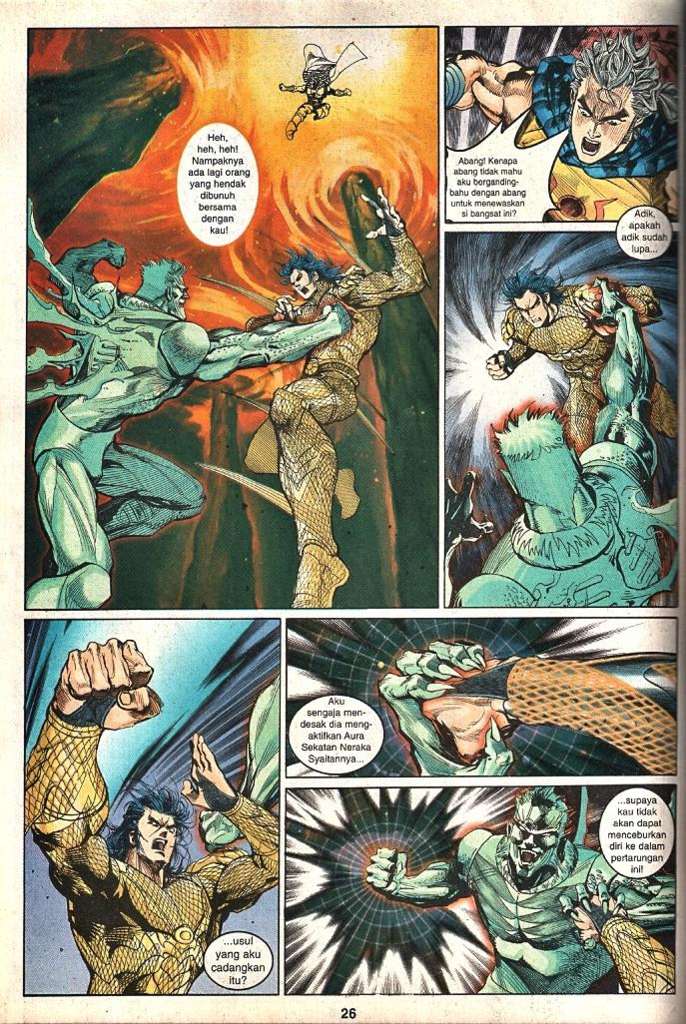 Heh,
heh, heh!
Nampaknya
ada lagi orang
yang hendak
dibunuh
bersama
dengan
kau!
Abang! Kenapa
abang tidak mahu
aku berganding-
bahu dengan abang
untuk menewaskan
si bangsat ini?
Adik,
apakah
adik sudah
lupa...
...usul
yang aku
cadangkan
itu?
Aku
sengaja men-
desak dia meng-
aktifkan Aura
Sekatan Neraka
Syaitannya...
...supaya
kau tidak
akan dapat
menceburkan
diri ke dalam
pertarungan
ini!
26